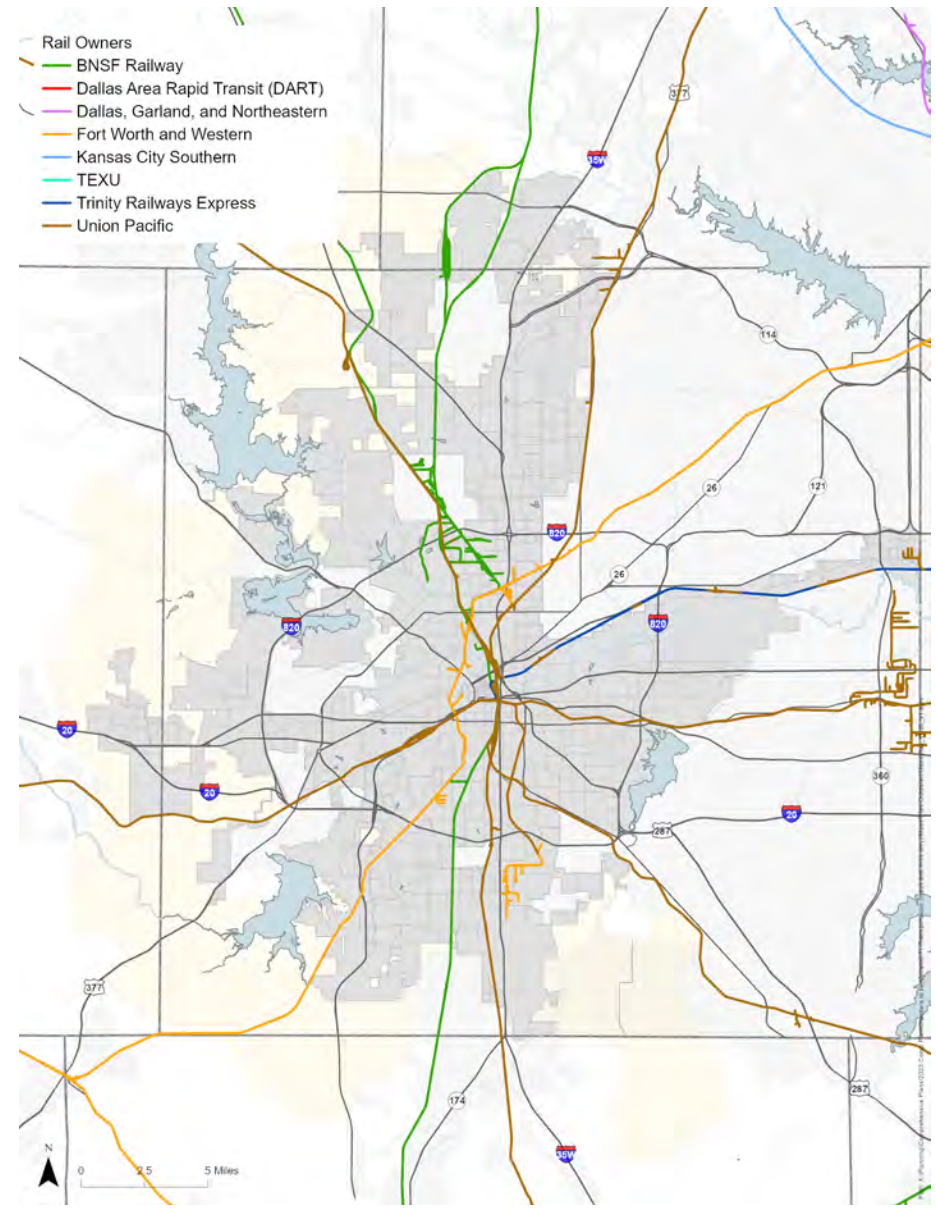 Rail Owners
BNSF Railway
Dallas Area Rapid Transit (DART)
Dallas, Garland, and Northeastern
Fort Worth and Western
Kansas City Southern
TEXU
Trinity Railways Express
Union Pacific
377
35W
114
26
121
820
26
820
820
20
20
360
20
287
377
174
287
35W
N
0 2.5 5 Miles